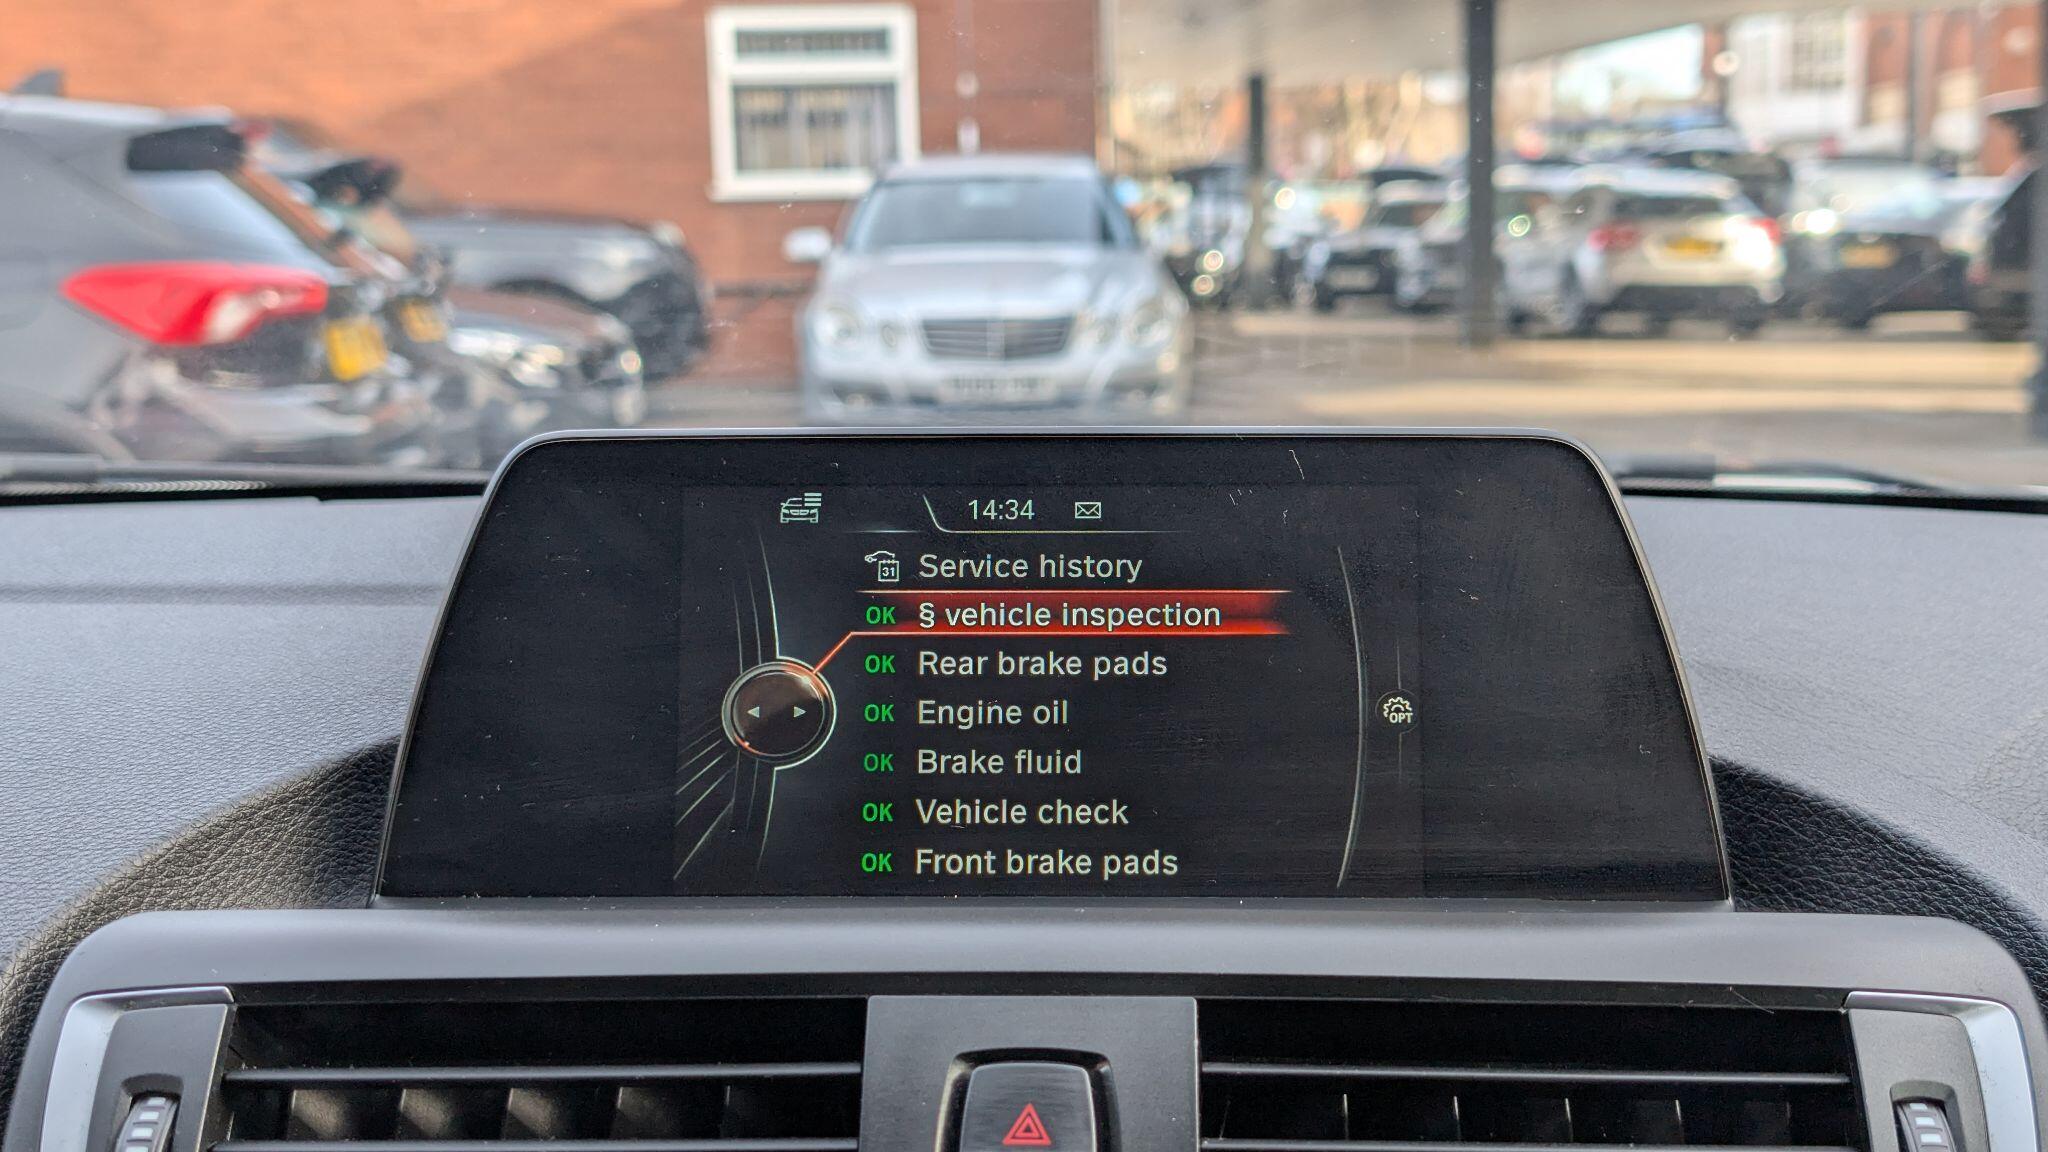 14:34
31 Service history
OK § vehicle inspection
OK Rear brake pads
OK Engine oil
OPT
OK Brake fluid
OK Vehicle check
OK Front brake pads